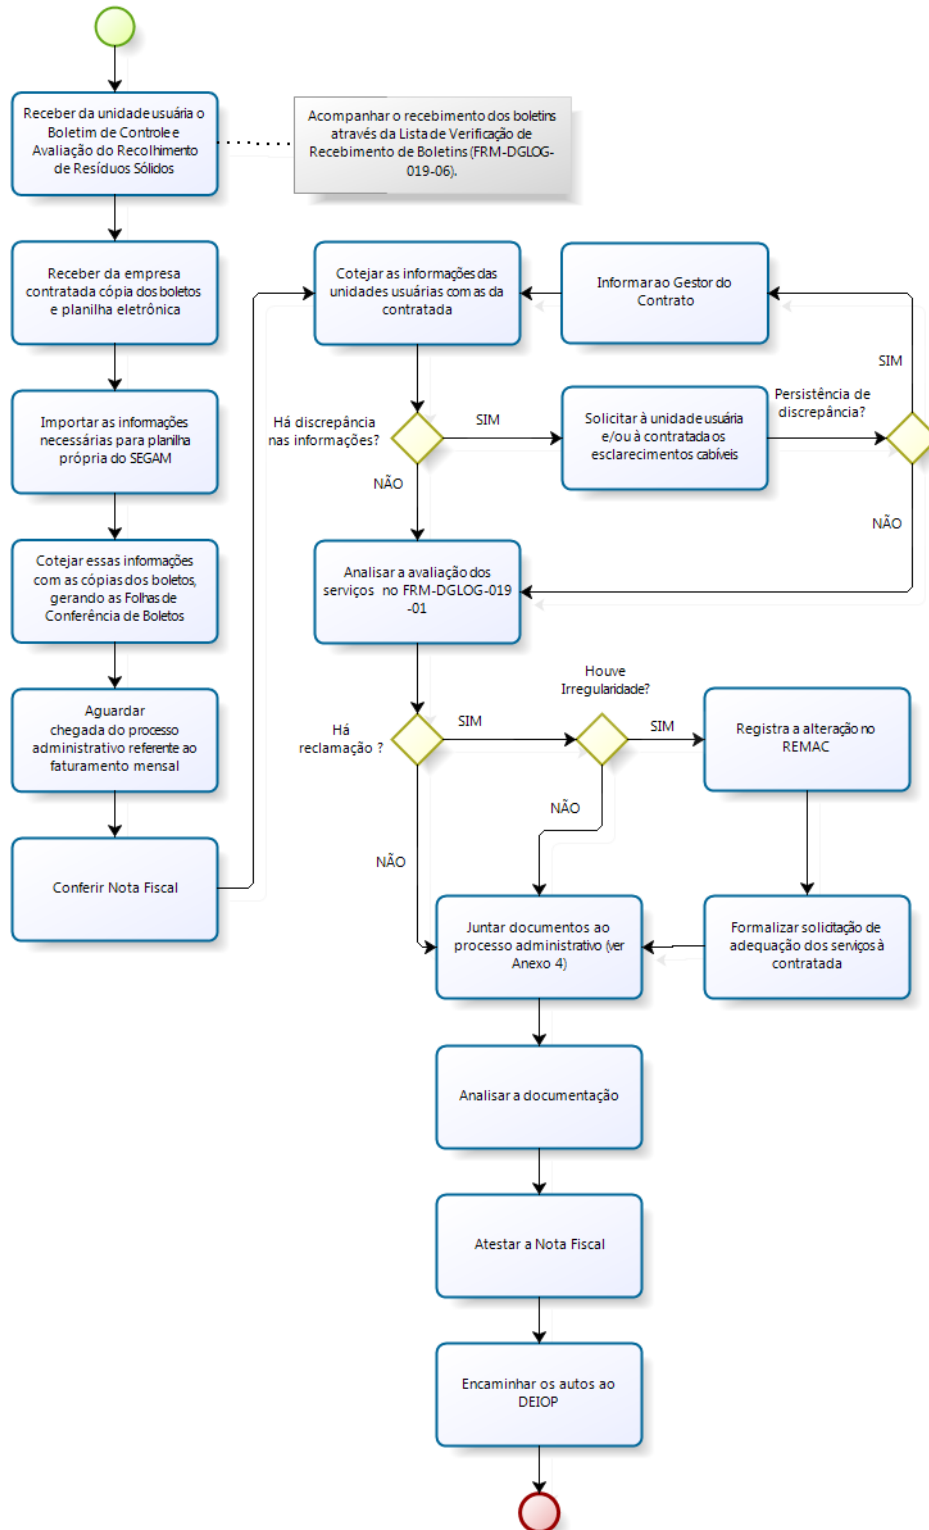 Receber da unidade usuária o
Boletim de Controle e
Avaliação do Recolhimento
de Resíduos Sólidos
Acompanhar o recebimento dos boletins
através da Lista de Verificação de
Recebimento de Boletins (FRM-DGLOG-
019-06).
Receber da empresa
contratada cópia dos boletos
e planilha eletrônica
Importar as informações
necessárias para planilha
própria do SEGAM
Cotejar essas informações
com as cópias dos boletos,
gerando as Folhas de
Conferência de Boletos
Aguardar
chegada do processo
administrativo referente ao
faturamento mensal
Conferir Nota Fiscal
Cotejar as informações das
unidades usuárias com as da
contratada
Informar ao Gestor do
Contrato
Há discrepância
nas informações?
SIM
Solicitar à unidade usuária
e/ou à contratada os
esclarecimentos cabíveis
Persistência de
discrepância?
SIM
NÃO
NÃO
Analisar a avaliação dos
serviços no FRM-DGLOG-019
-01
Há
reclamação ?
SIM
Houve
Irregularidade?
SIM
Registra a alteração no
REMAC
NÃO
NÃO
Juntar documentos ao
processo administrativo (ver
Anexo 4)
Formalizar solicitação de
adequação dos serviços à
contratada
Analisar a documentação
Atestar a Nota Fiscal
Encaminhar os autos ao
DEIOP